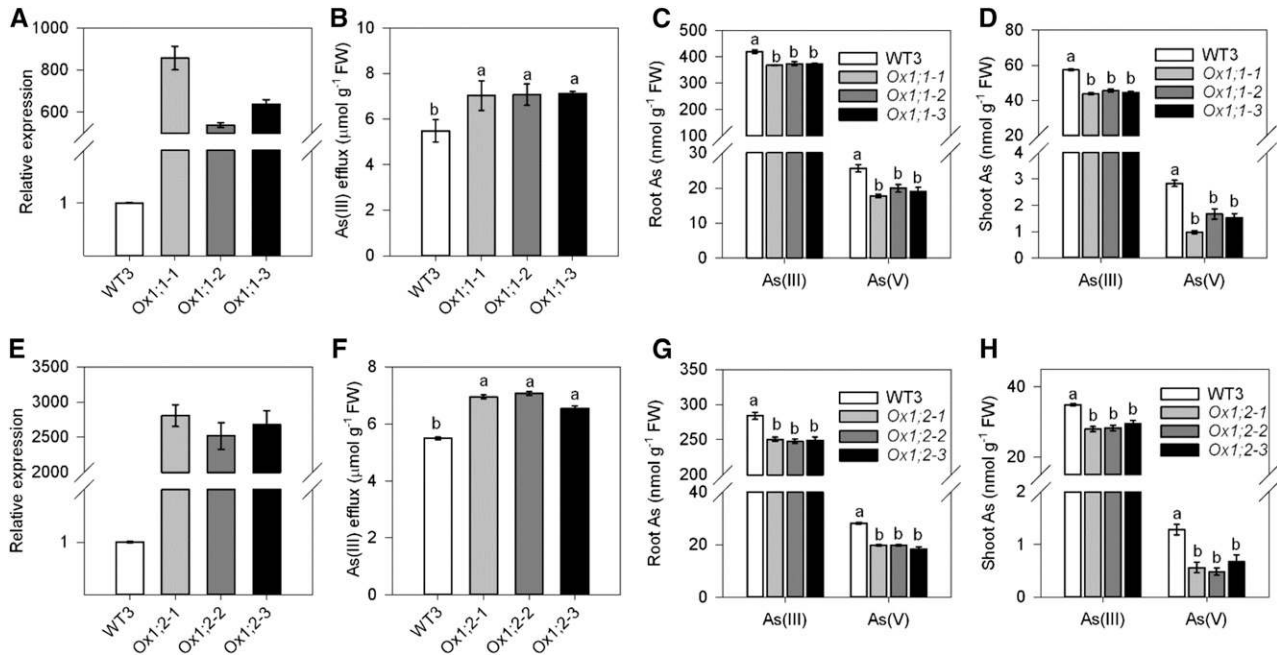 A
Relative expression
1000
800
600
1
WT3
Ox1;1-1
Ox1;1-2
Ox1;1-3
B
As(III) efflux (μmol g⁻¹ FW)
10
8
6
4
2
0
b
a
a
a
WT3
Ox1;1-1
Ox1;1-2
Ox1;1-3
C
Root As (nmol g⁻¹ FW)
500
400
300
200
100
30
20
10
0
a
b
b
b
a
b
b
b
WT3
Ox1;1-1
Ox1;1-2
Ox1;1-3
As(III)
As(V)
D
Shoot As (nmol g⁻¹ FW)
80
60
40
20
4
3
2
1
0
a
b
b
b
a
b
b
b
WT3
Ox1;1-1
Ox1;1-2
Ox1;1-3
As(III)
As(V)
E
Relative expression
3500
3000
2500
2000
1
WT3
Ox1;2-1
Ox1;2-2
Ox1;2-3
F
As(III) efflux (μmol g⁻¹ FW)
8
6
4
2
0
b
a
a
a
WT3
Ox1;2-1
Ox1;2-2
Ox1;2-3
G
Root As (nmol g⁻¹ FW)
350
300
250
200
40
20
0
a
b
b
b
a
b
b
b
WT3
Ox1;2-1
Ox1;2-2
Ox1;2-3
As(III)
As(V)
H
Shoot As (nmol g⁻¹ FW)
40
20
2
1
0
a
b
b
b
a
b
b
b
WT3
Ox1;2-1
Ox1;2-2
Ox1;2-3
As(III)
As(V)